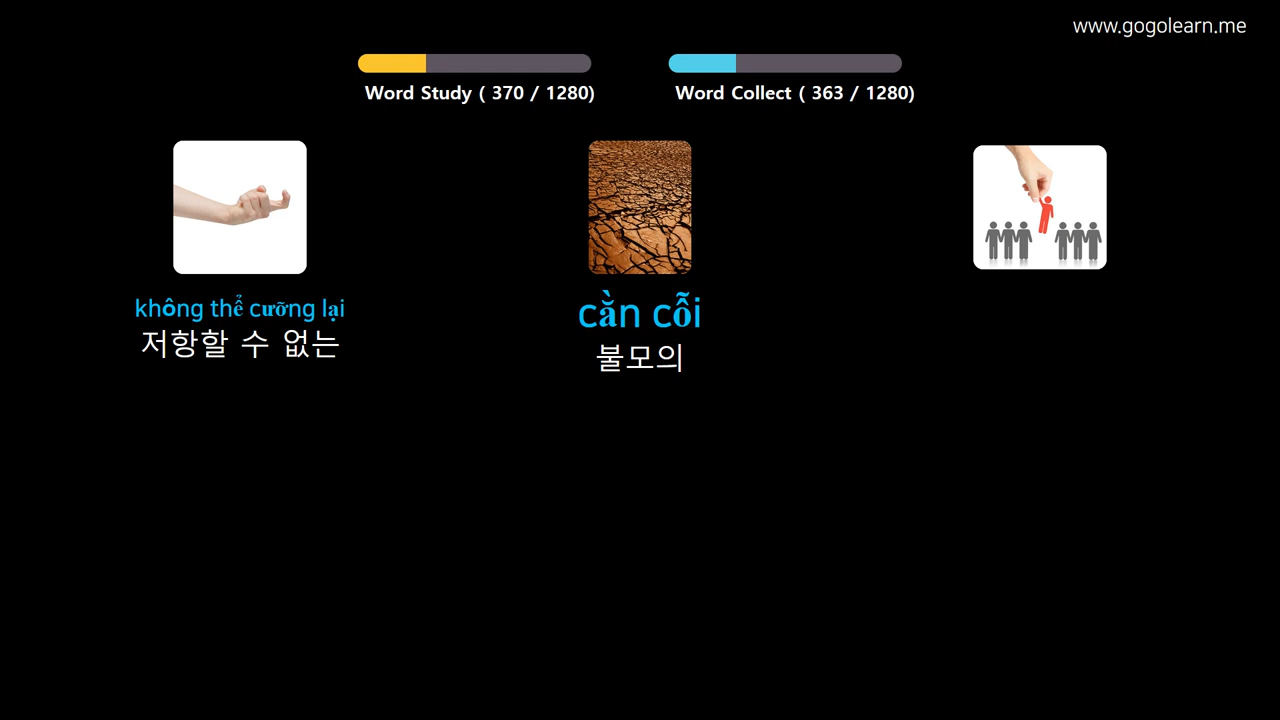 www.gogolearn.me
Word Study ( 370 / 1280)
Word Collect ( 363 / 1280)
không thể cưỡng lại
저항할 수 없는
cằn cỗi
불모의